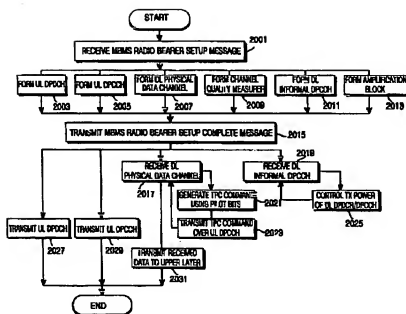 START
RECEIVE MBMS RADIO BEARER SETUP MESSAGE
2001
FORM UL DPCCH
2003
FORM UL DPCCH
2005
FORM DL PHYSICAL DATA CHANNEL
2007
FORM CHANNEL QUALITY MEASURER
2009
FORM DL INFORMAL DPCCH
2011
FORM AMPLIFICATION BLOCK
2013
TRANSMIT MBMS RADIO BEARER SETUP COMPLETE MESSAGE
2015
RECEIVE DL PHYSICAL DATA CHANNEL
2017
RECEIVE DL INFORMAL DPCCH
2019
GENERATE TPC COMMAND USING PILOT BITS
2021
TRANSMIT TPC COMMAND OVER UL DPCCH
2023
CONTROL TX POWER OF DL DPDCH/DPCCH
2025
TRANSMIT UL DPCCH
2027
TRANSMIT UL DPCCH
2029
TRANSMIT RECEIVED DATA TO UPPER LATER
2031
END